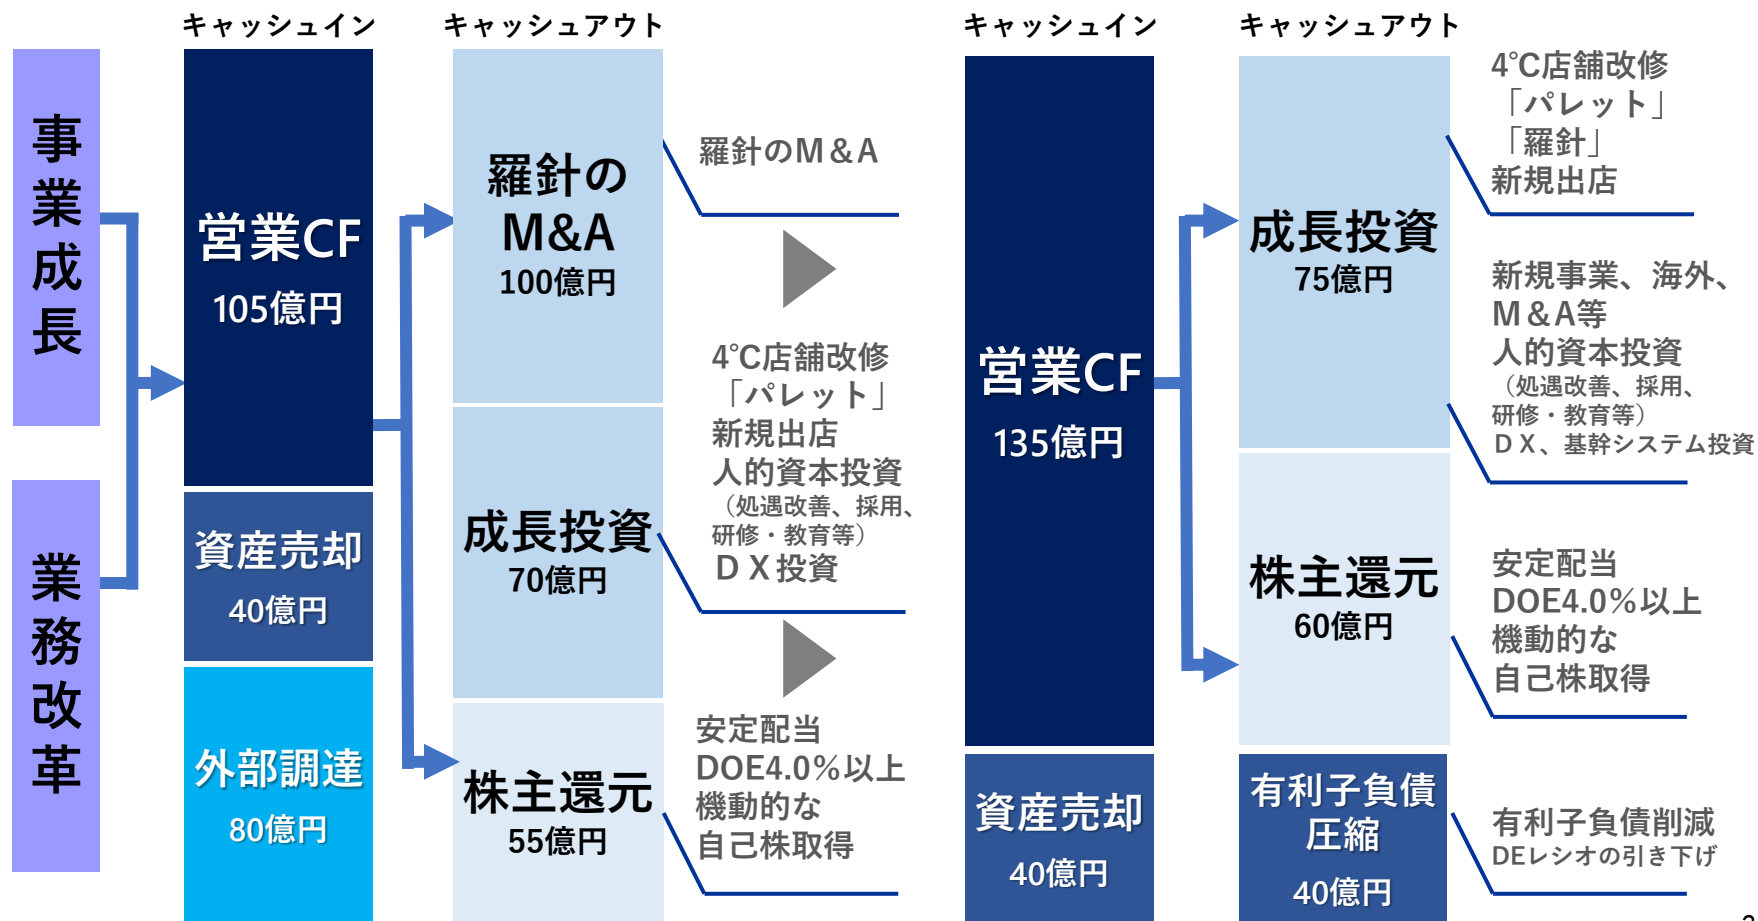 キャッシュイン
キャッシュアウト
事業成長
業務改革
営業CF
105億円
資産売却
40億円
外部調達
80億円
羅針の
M&A
100億円
成長投資
70億円
株主還元
55億円
羅針のM&A
4℃店舗改修
「パレット」
新規出店
人的資本投資
（処遇改善、採用、
研修・教育等）
ＤＸ投資
安定配当
DOE4.0%以上
機動的な
自己株取得
キャッシュイン
キャッシュアウト
営業CF
135億円
資産売却
40億円
成長投資
75億円
株主還元
60億円
有利子負債
圧縮
40億円
4℃店舗改修
「パレット」
「羅針」
新規出店
新規事業、海外、
M&A等
人的資本投資
（処遇改善、採用、
研修・教育等）
ＤＸ、基幹システム投資
安定配当
DOE4.0%以上
機動的な
自己株取得
有利子負債削減
DEレシオの引き下げ